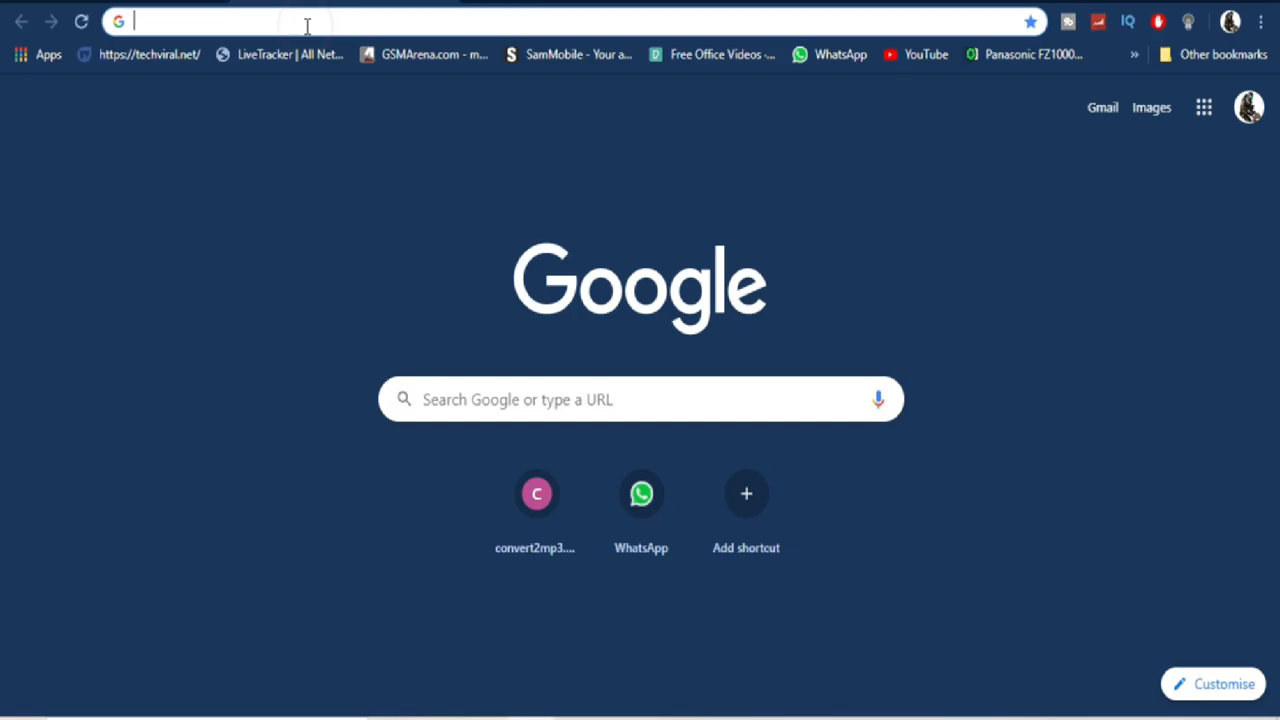 Apps https://techviral.net/ LiveTracker | All Net... GSMArena.com - m... SamMobile - Your a... Free Office Videos -... WhatsApp YouTube Panasonic FZ1000... » Other bookmarks
Gmail Images
Google
Search Google or type a URL
C
convert2mp3.... WhatsApp Add shortcut
Customise